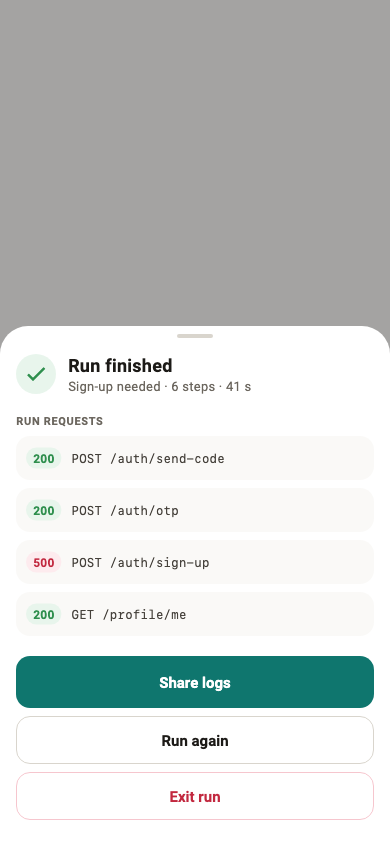 Run finished
Sign-up needed · 6 steps · 41 s
RUN REQUESTS
200 POST /auth/send-code
200 POST /auth/otp
500 POST /auth/sign-up
200 GET /profile/me
Share logs
Run again
Exit run